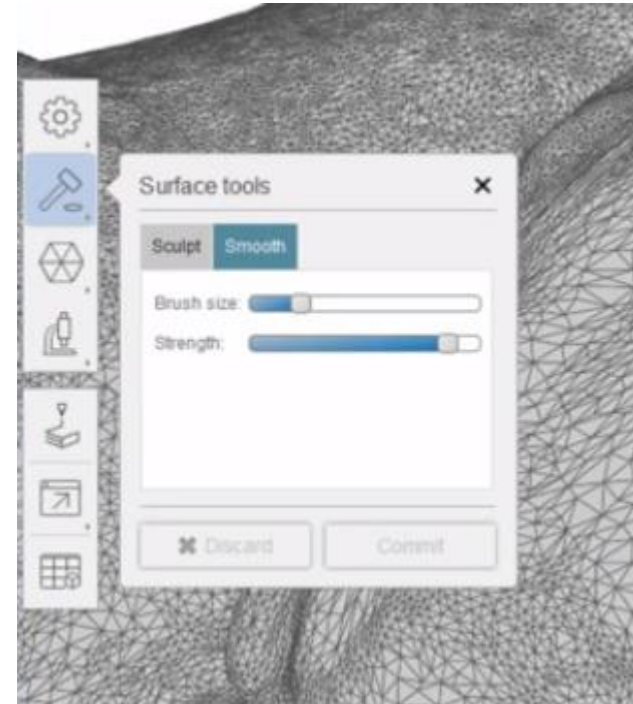 Surface tools
Sculpt Smooth
Brush size:
Strength:
Discard Commit